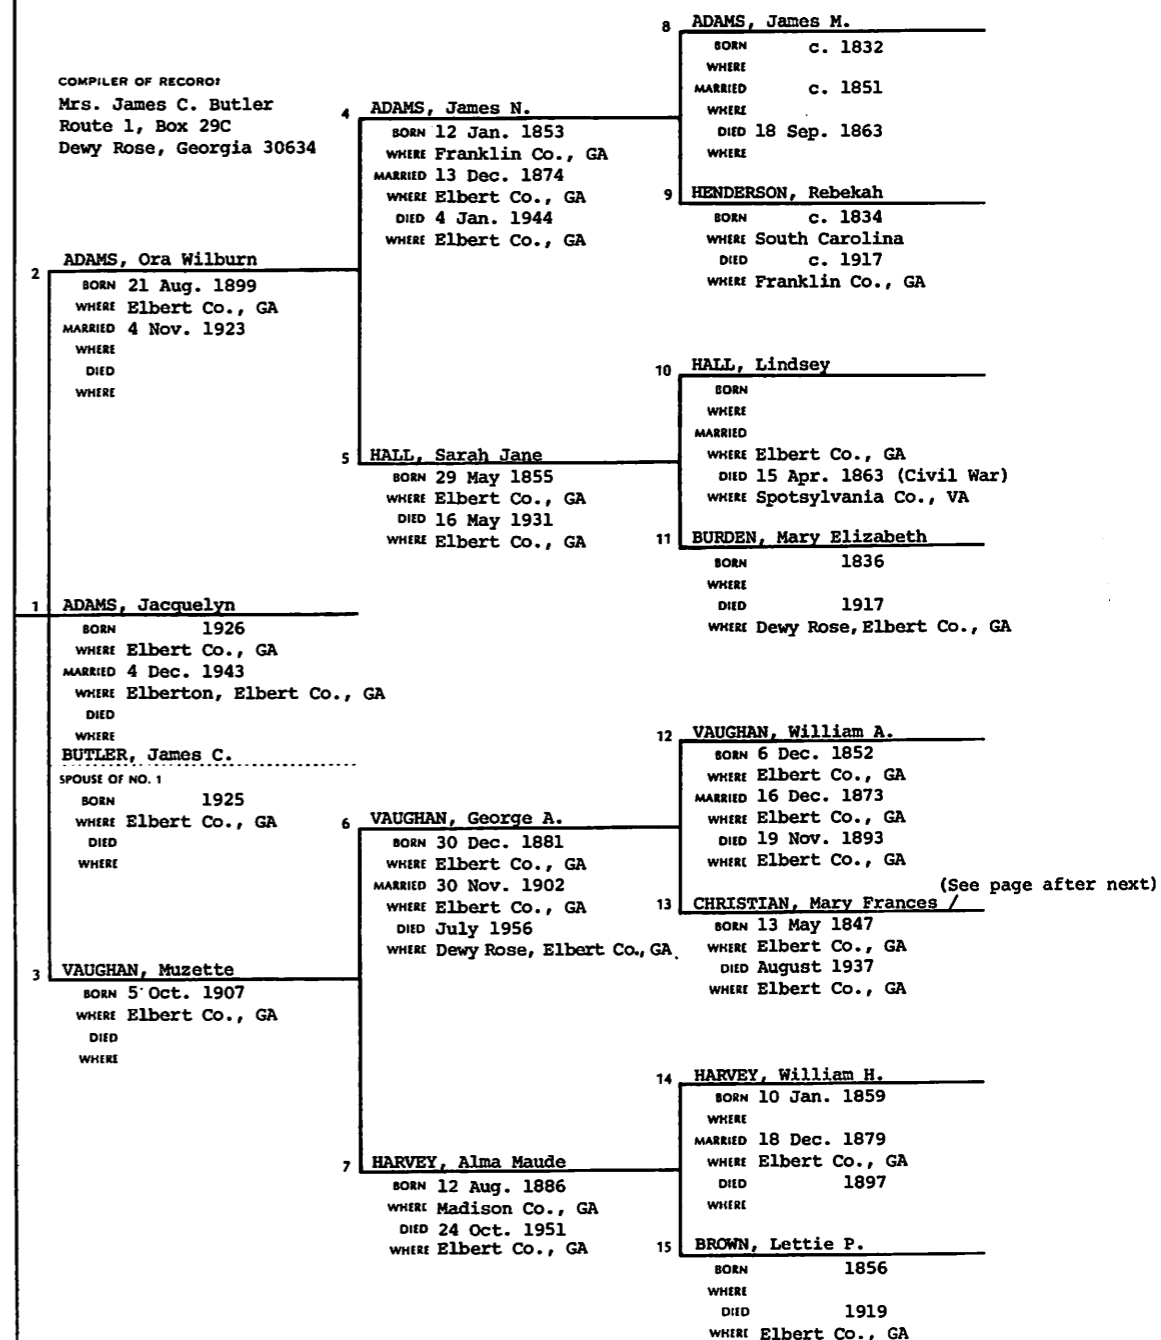 COMPILER OF RECORD:
Mrs. James C. Butler
Route 1, Box 29C
Dewy Rose, Georgia 30634
1 ADAMS, Jacquelyn
BORN 1926
WHERE Elbert Co., GA
MARRIED 4 Dec. 1943
WHERE Elberton, Elbert Co., GA
DIED
WHERE
BUTLER, James C.
SPOUSE OF NO. 1
BORN 1925
WHERE Elbert Co., GA
DIED
WHERE
2 ADAMS, Ora Wilburn
BORN 21 Aug. 1899
WHERE Elbert Co., GA
MARRIED 4 Nov. 1923
WHERE
DIED
WHERE
3 VAUGHAN, Muzette
BORN 5 Oct. 1907
WHERE Elbert Co., GA
DIED
WHERE
4 ADAMS, James N.
BORN 12 Jan. 1853
WHERE Franklin Co., GA
MARRIED 13 Dec. 1874
WHERE Elbert Co., GA
DIED 4 Jan. 1944
WHERE Elbert Co., GA
5 HALL, Sarah Jane
BORN 29 May 1855
WHERE Elbert Co., GA
DIED 16 May 1931
WHERE Elbert Co., GA
6 VAUGHAN, George A.
BORN 30 Dec. 1881
WHERE Elbert Co., GA
MARRIED 30 Nov. 1902
WHERE Elbert Co., GA
DIED July 1956
WHERE Dewy Rose, Elbert Co., GA.
7 HARVEY, Alma Maude
BORN 12 Aug. 1886
WHERE Madison Co., GA
DIED 24 Oct. 1951
WHERE Elbert Co., GA
8 ADAMS, James M.
BORN c. 1832
WHERE
MARRIED c. 1851
WHERE
DIED 18 Sep. 1863
WHERE
9 HENDERSON, Rebekah
BORN c. 1834
WHERE South Carolina
DIED c. 1917
WHERE Franklin Co., GA
10 HALL, Lindsey
BORN
WHERE
MARRIED
WHERE Elbert Co., GA
DIED 15 Apr. 1863 (Civil War)
WHERE Spotsylvania Co., VA
11 BURDEN, Mary Elizabeth
BORN 1836
WHERE
DIED 1917
WHERE Dewy Rose, Elbert Co., GA
12 VAUGHAN, William A.
BORN 6 Dec. 1852
WHERE Elbert Co., GA
MARRIED 16 Dec. 1873
WHERE Elbert Co., GA
DIED 19 Nov. 1893
WHERE Elbert Co., GA
(See page after next)
13 CHRISTIAN, Mary Frances /
BORN 13 May 1847
WHERE Elbert Co., GA
DIED August 1937
WHERE Elbert Co., GA
14 HARVEY, William H.
BORN 10 Jan. 1859
WHERE
MARRIED 18 Dec. 1879
WHERE Elbert Co., GA
DIED 1897
WHERE
15 BROWN, Lettie P.
BORN 1856
WHERE
DIED 1919
WHERE Elbert Co., GA